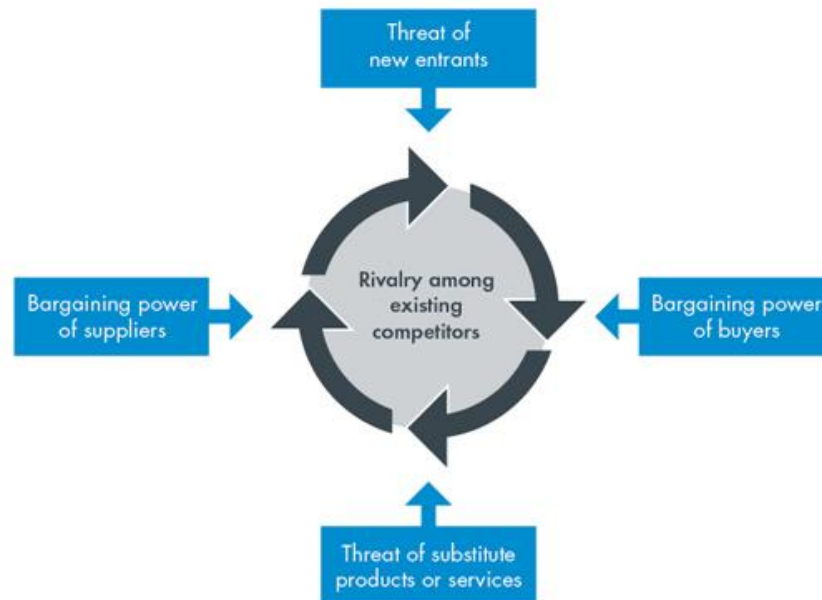 Threat of
new entrants
Bargaining power
of suppliers
Rivalry among
existing
competitors
Bargaining power
of buyers
Threat of substitute
products or services